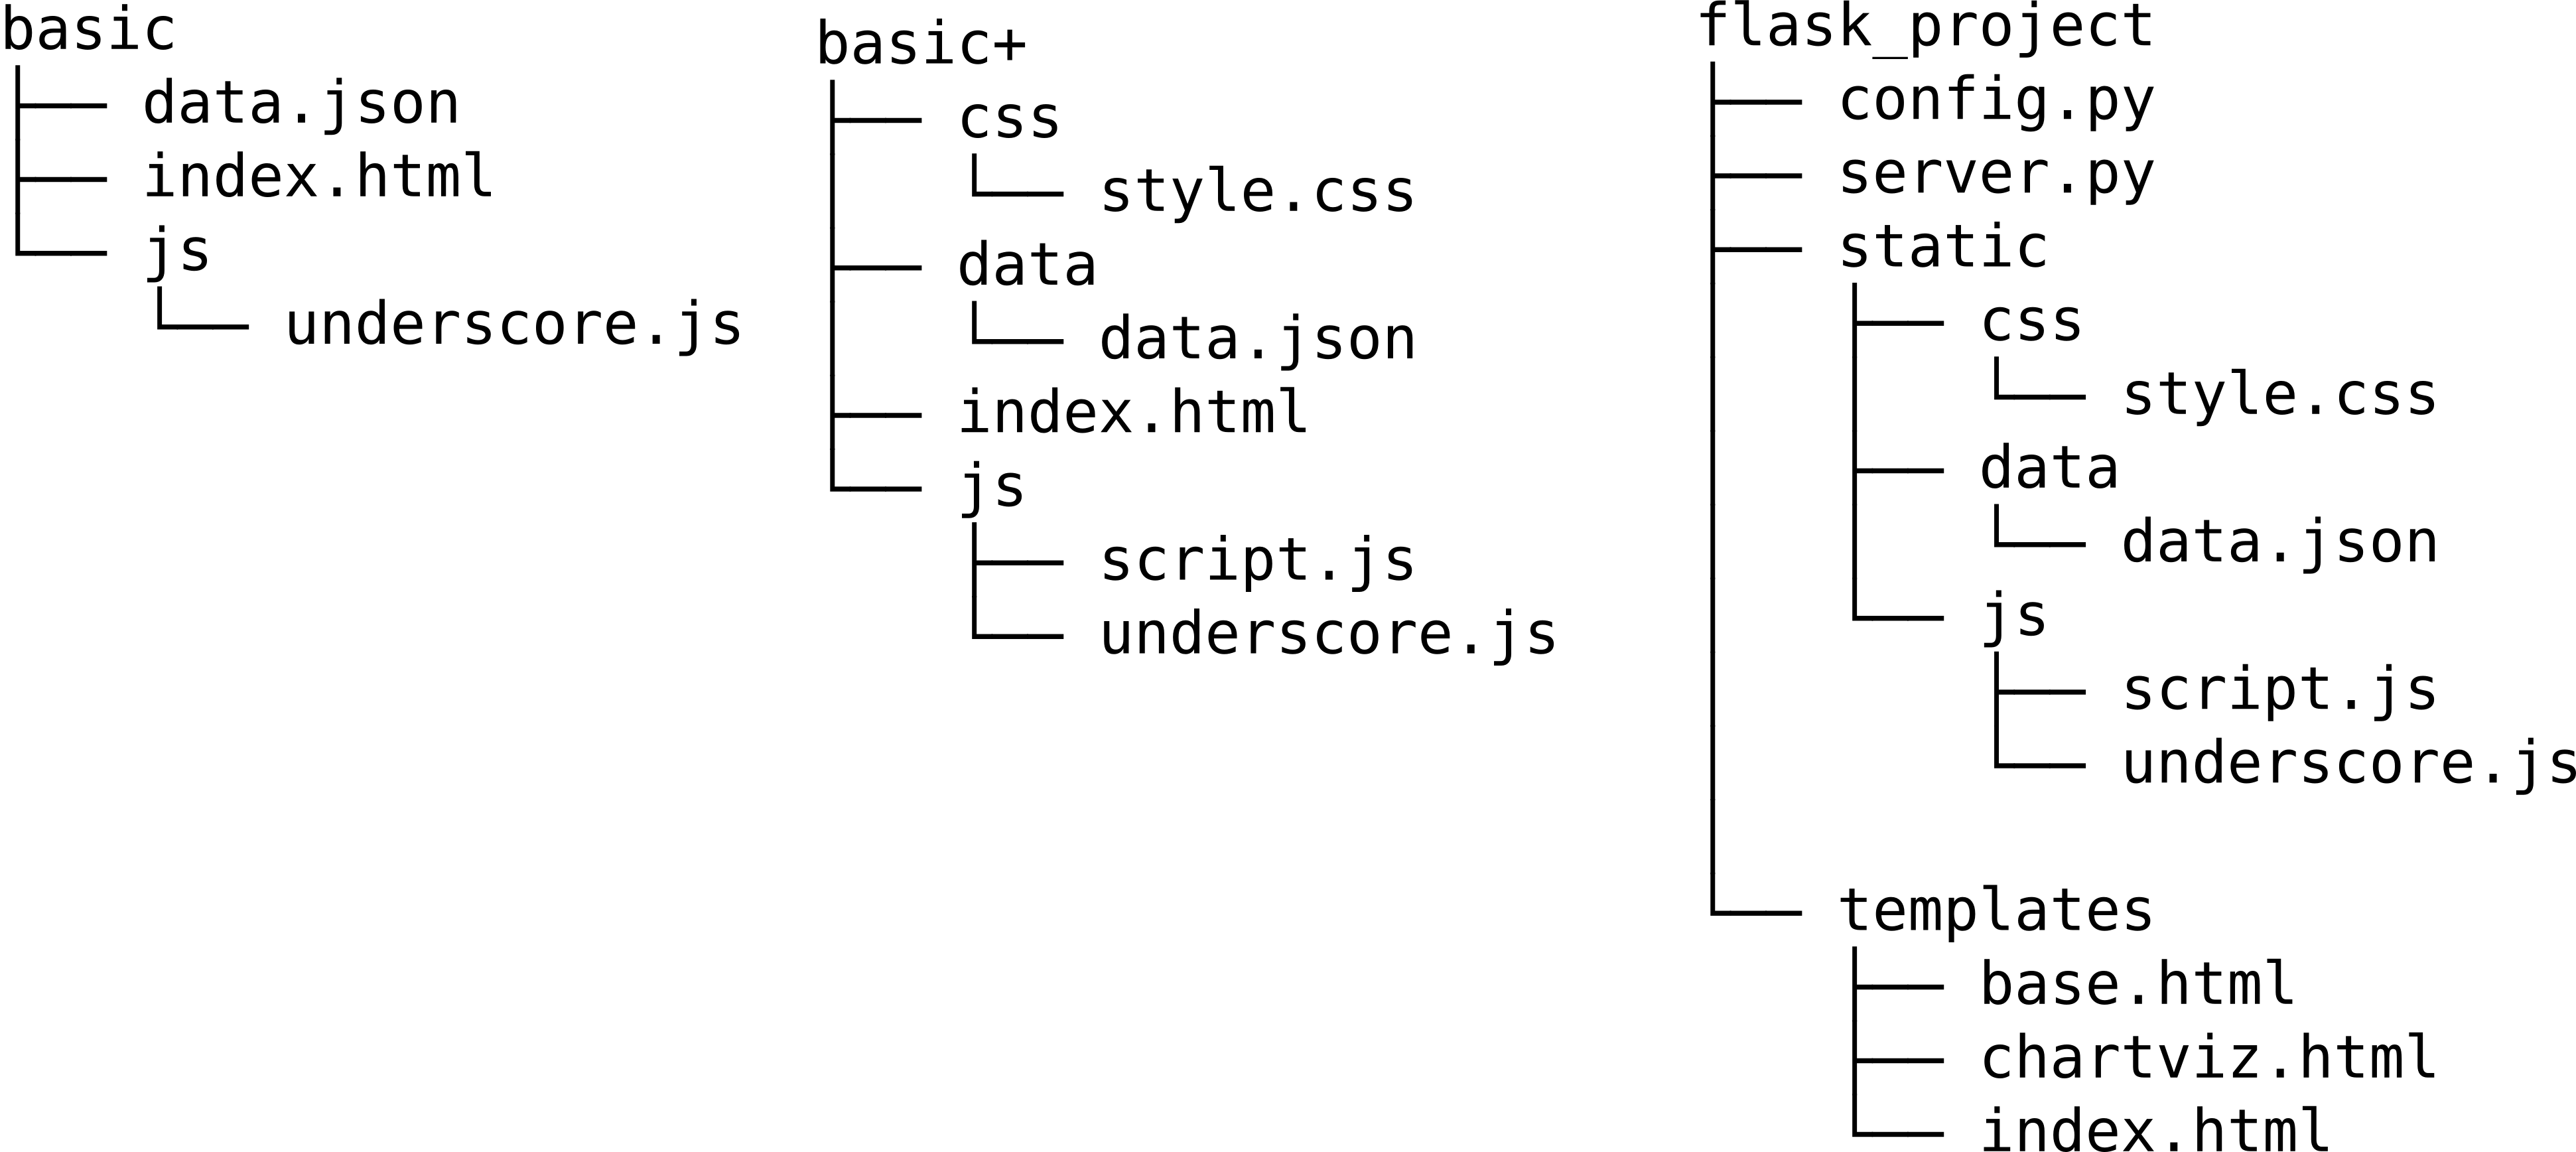 basic
data.json
index.html
js
underscore.js
basic+
css
style.css
data
data.json
index.html
js
script.js
underscore.js
flask_project
config.py
server.py
static
css
style.css
data
data.json
js
script.js
underscore.js
templates
base.html
chartviz.html
index.html